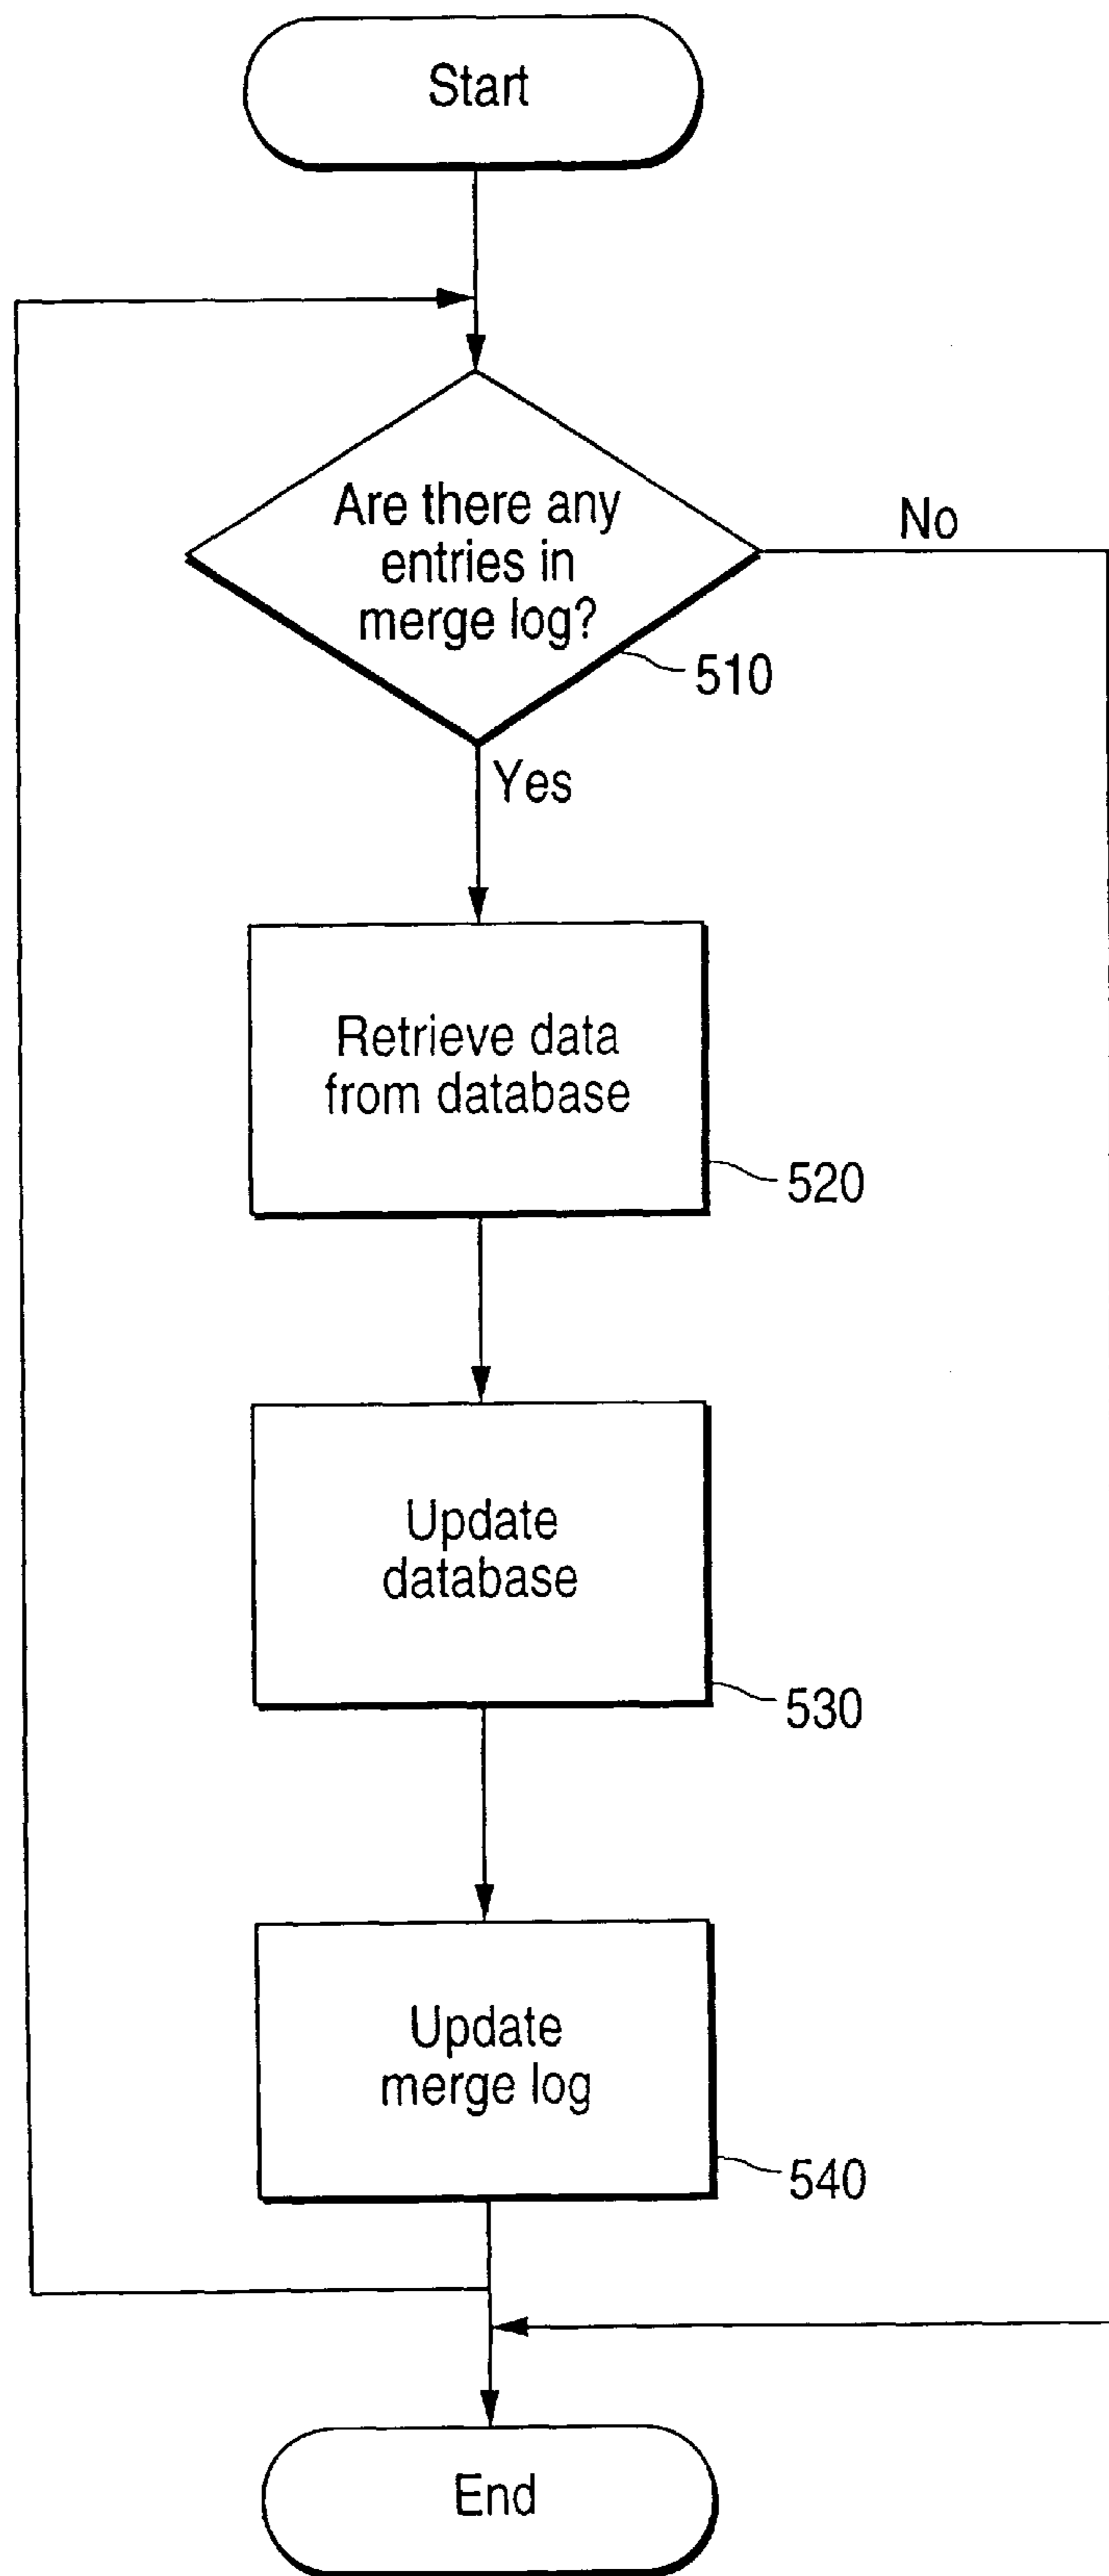 Start
Are there any
entries in
merge log?
No
510
Yes
Retrieve data
from database
520
Update
database
530
Update
merge log
540
End